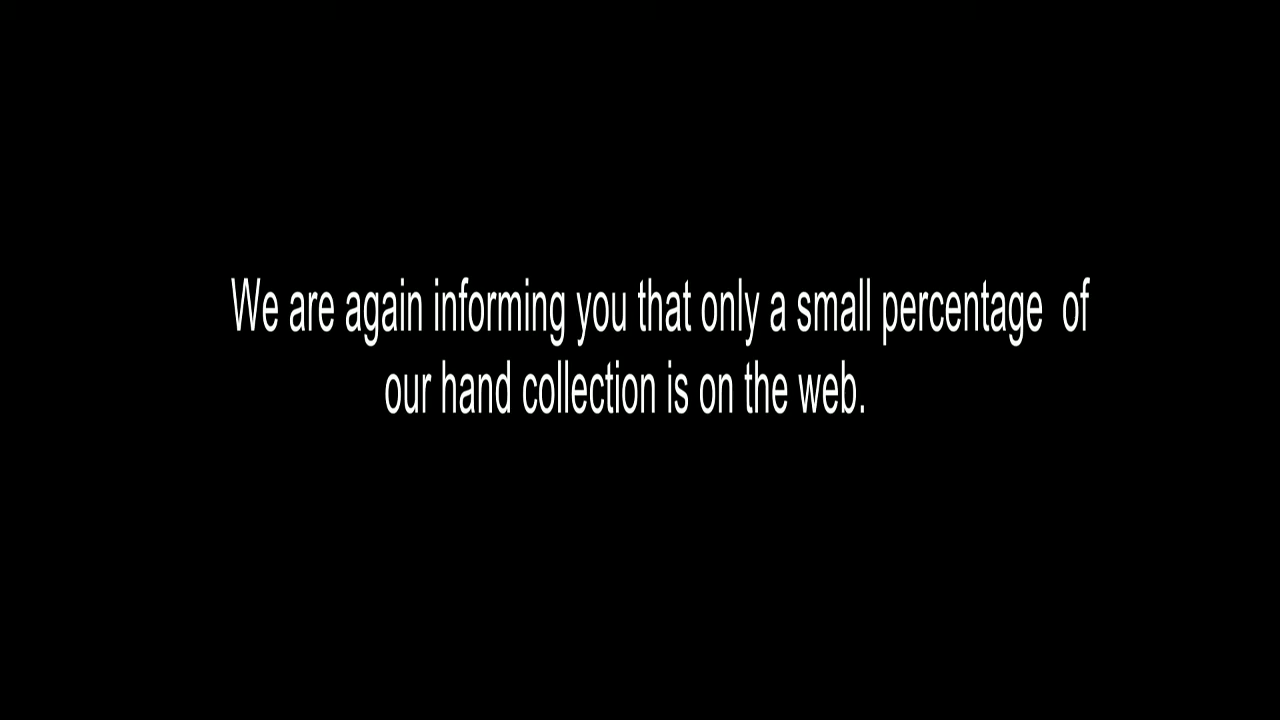 We are again informing you that only a small percentage  of
our hand collection is on the web.